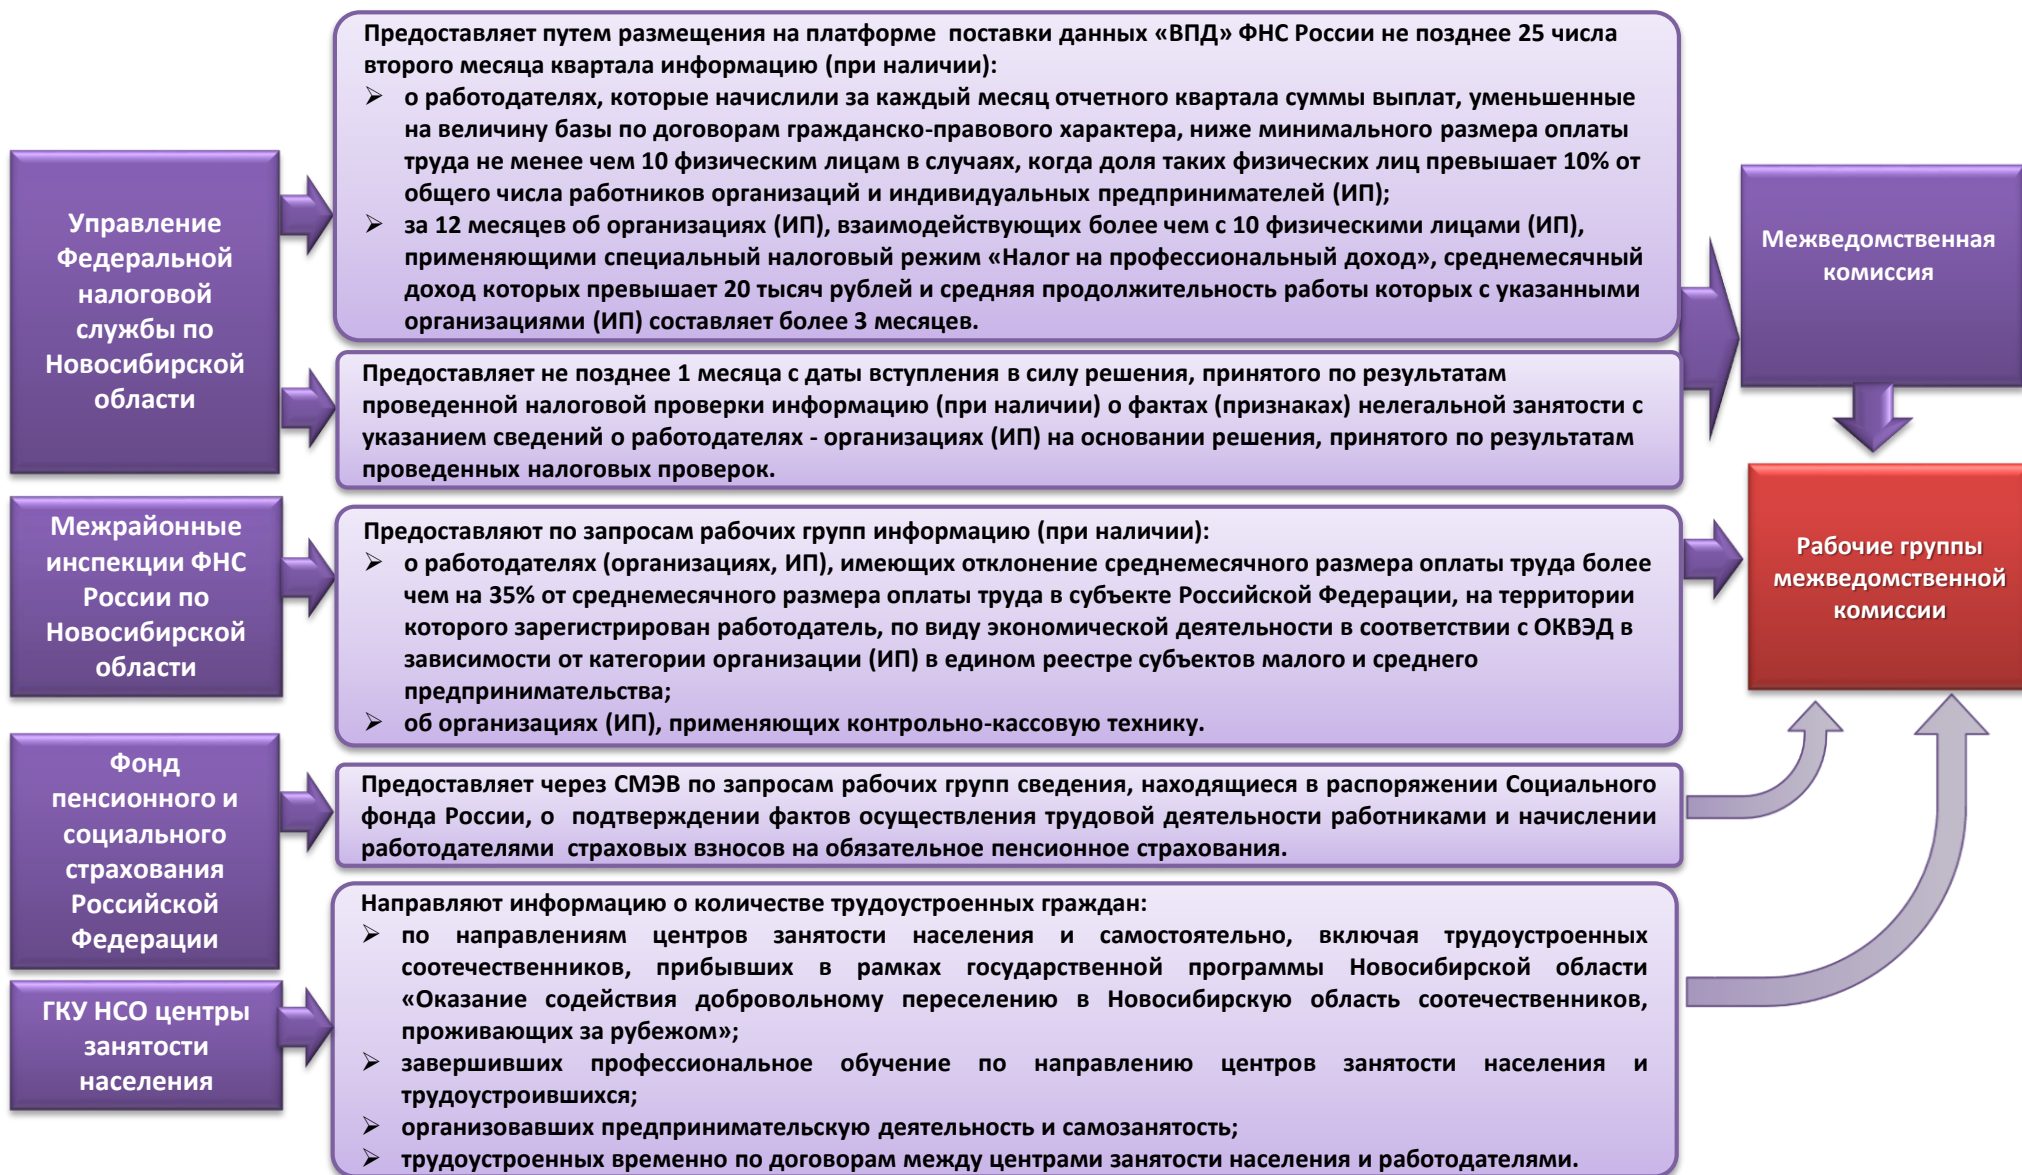 Управление
Федеральной
налоговой
службы по
Новосибирской
области
Предоставляет путем размещения на платформе поставки данных «ВПД» ФНС России не позднее 25 числа
второго месяца квартала информацию (при наличии):
➢ о работодателях, которые начислили за каждый месяц отчетного квартала суммы выплат, уменьшенные
на величину базы по договорам гражданско-правового характера, ниже минимального размера оплаты
труда не менее чем 10 физическим лицам в случаях, когда доля таких физических лиц превышает 10% от
общего числа работников организаций и индивидуальных предпринимателей (ИП);
➢ за 12 месяцев об организациях (ИП), взаимодействующих более чем с 10 физическими лицами (ИП),
применяющими специальный налоговый режим «Налог на профессиональный доход», среднемесячный
доход которых превышает 20 тысяч рублей и средняя продолжительность работы которых с указанными
организациями (ИП) составляет более 3 месяцев.
Предоставляет не позднее 1 месяца с даты вступления в силу решения, принятого по результатам
проведенной налоговой проверки информацию (при наличии) о фактах (признаках) нелегальной занятости с
указанием сведений о работодателях - организациях (ИП) на основании решения, принятого по результатам
проведенных налоговых проверок.
Межведомственная
комиссия
Межрайонные
инспекции ФНС
России по
Новосибирской
области
Предоставляют по запросам рабочих групп информацию (при наличии):
➢ о работодателях (организациях, ИП), имеющих отклонение среднемесячного размера оплаты труда более
чем на 35% от среднемесячного размера оплаты труда в субъекте Российской Федерации, на территории
которого зарегистрирован работодатель, по виду экономической деятельности в соответствии с ОКВЭД в
зависимости от категории организации (ИП) в едином реестре субъектов малого и среднего
предпринимательства;
➢ об организациях (ИП), применяющих контрольно-кассовую технику.
Рабочие группы
межведомственной
комиссии
Фонд
пенсионного и
социального
страхования
Российской
Федерации
Предоставляет через СМЭВ по запросам рабочих групп сведения, находящиеся в распоряжении Социального
фонда России, о подтверждении фактов осуществления трудовой деятельности работниками и начислении
работодателями страховых взносов на обязательное пенсионное страхования.
ГКУ НСО центры
занятости
населения
Направляют информацию о количестве трудоустроенных граждан:
➢ по направлениям центров занятости населения и самостоятельно, включая трудоустроенных
соотечественников, прибывших в рамках государственной программы Новосибирской области
«Оказание содействия добровольному переселению в Новосибирскую область соотечественников,
проживающих за рубежом»;
➢ завершивших профессиональное обучение по направлению центров занятости населения и
трудоустроившихся;
➢ организовавших предпринимательскую деятельность и самозанятость;
➢ трудоустроенных временно по договорам между центрами занятости населения и работодателями.